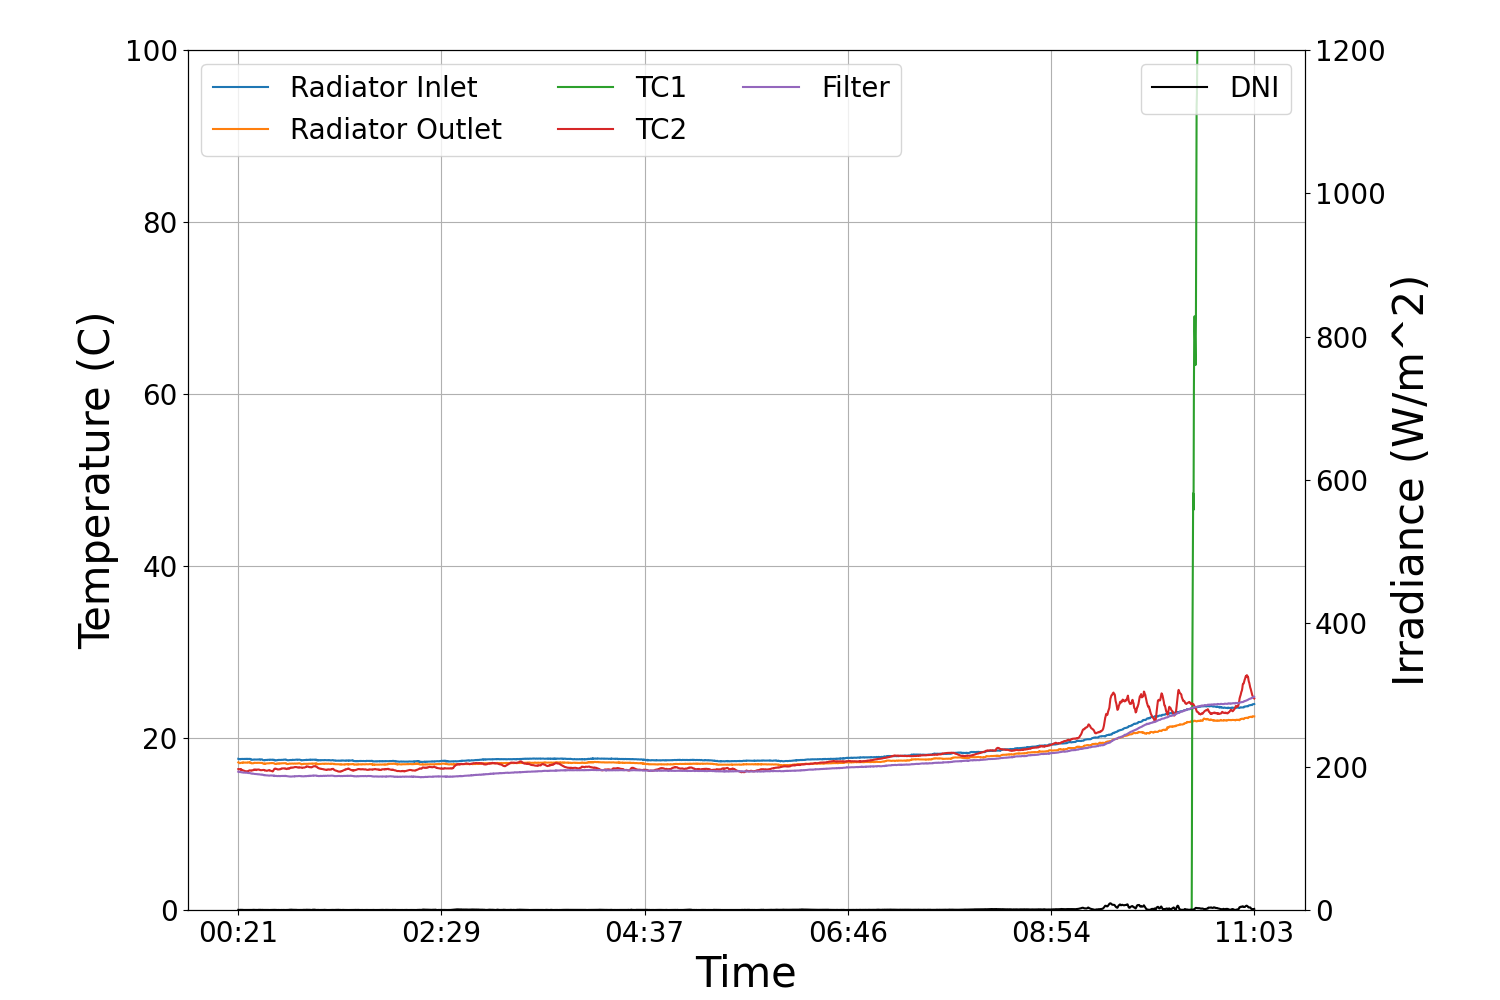 Radiator Inlet TC1 Filter DNI
Radiator Outlet TC2
100 1200
1000
80
800
60
600
40
400
20
200
0 0
Temperature (C)
Irradiance (W/m^2)
00:21 02:29 04:37 06:46 08:54 11:03
Time